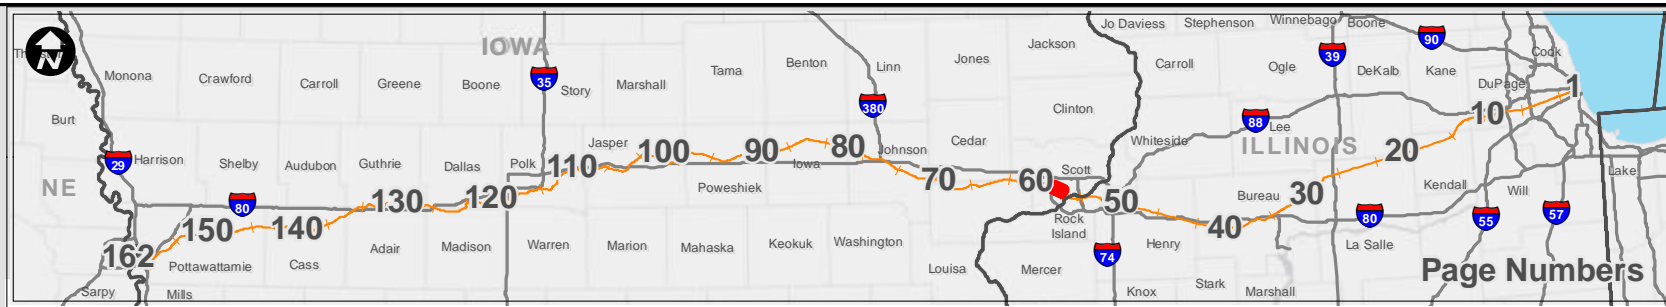 Jo Daviess
Stephenson
Winnebago
Boone
90
IOWA
Jackson
39
Cook
N
Monona
Crawford
Carroll
Greene
Boone
35
Story
Marshall
Tama
Benton
Linn
Jones
Carroll
Ogle
DeKalb
Kane
DuPage
1
380
Clinton
10
Burt
88
Lee
Whiteside
ILLINOIS
Jasper
100
90
80
Johnson
Cedar
20
29
Harrison
Shelby
Audubon
Guthrie
Dallas
Polk
110
Iowa
Scott
Lake
NE
Poweshiek
70
60
Bureau
30
Kendall
Will
80
130
120
50
80
55
57
150
140
Rock
Island
40
162
Adair
Madison
Warren
Marion
Mahaska
Keokuk
Washington
Henry
La Salle
74
Pottawattamie
Cass
Louisa
Mercer
Page Numbers
Sarpy
Mills
Knox
Stark
Marshall